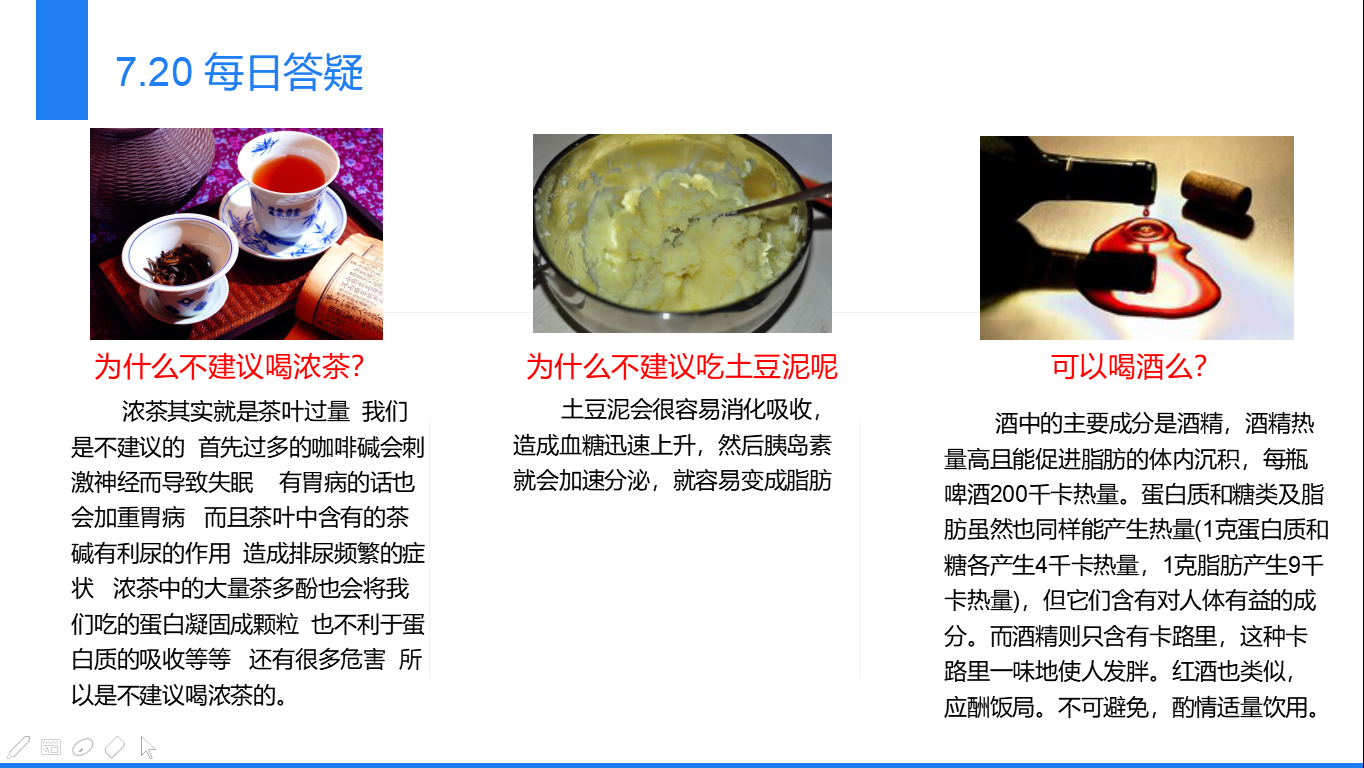 7.20 每日答疑
为什么不建议喝浓茶？
浓茶其实就是茶叶过量 我们
是不建议的 首先过多的咖啡碱会刺
激神经而导致失眠 有胃病的话也
会加重胃病 而且茶叶中含有的茶
碱有利尿的作用 造成排尿频繁的症
状 浓茶中的大量茶多酚也会将我
们吃的蛋白凝固成颗粒 也不利于蛋
白质的吸收等等 还有很多危害 所
以是不建议喝浓茶的。
为什么不建议吃土豆泥呢
土豆泥会很容易消化吸收，
造成血糖迅速上升，然后胰岛素
就会加速分泌，就容易变成脂肪
可以喝酒么？
酒中的主要成分是酒精，酒精热
量高且能促进脂肪的体内沉积，每瓶
啤酒200千卡热量。蛋白质和糖类及脂
肪虽然也同样能产生热量(1克蛋白质和
糖各产生4千卡热量，1克脂肪产生9千
卡热量)，但它们含有对人体有益的成
分。而酒精则只含有卡路里，这种卡
路里一味地使人发胖。红酒也类似，
应酬饭局。不可避免，酌情适量饮用。